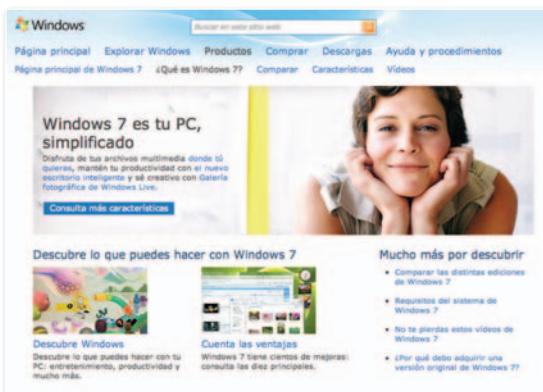 Windows
Buscar en este sitio web
Página principal Explorar Windows Productos Comprar Descargas Ayuda y procedimientos
Página principal de Windows 7 ¿Qué es Windows 7? Comparar Características Vídeos
Windows 7 es tu PC,
simplificado
Disfruta de tus archivos multimedia donde tú
quieras, mantén tu productividad con el nuevo
escritorio inteligente y sé creativo con Galería
fotográfica de Windows Live.
Consulta más características
Descubre lo que puedes hacer con Windows 7
Descubre Windows
Descubre lo que puedes hacer con tu
PC: entretenimiento, productividad y
mucho más.
Cuenta las ventajas
Windows 7 tiene cientos de mejoras:
consulta las diez principales.
Mucho más por descubrir
Comparar las distintas ediciones
de Windows 7
Requisitos del sistema de
Windows 7
No te pierdas estos vídeos de
Windows 7
¿Por qué debo adquirir una
versión original de Windows 7?